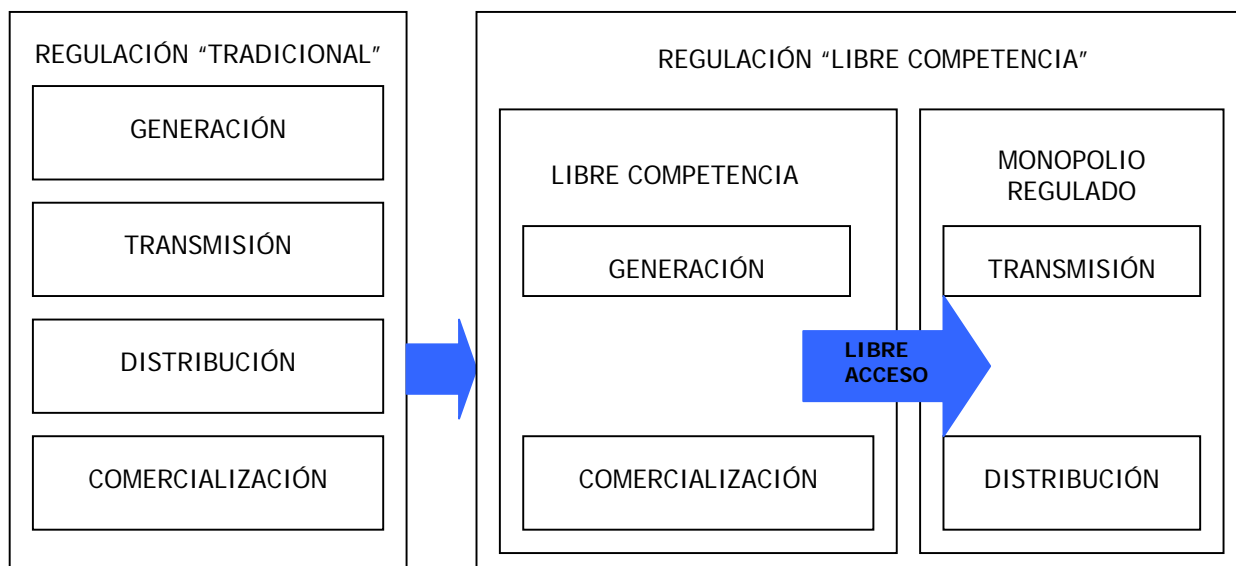 REGULACIÓN “TRADICIONAL”
GENERACIÓN
TRANSMISIÓN
DISTRIBUCIÓN
COMERCIALIZACIÓN
REGULACIÓN “LIBRE COMPETENCIA”
LIBRE COMPETENCIA
GENERACIÓN
COMERCIALIZACIÓN
LIBRE
ACCESO
MONOPOLIO
REGULADO
TRANSMISIÓN
DISTRIBUCIÓN